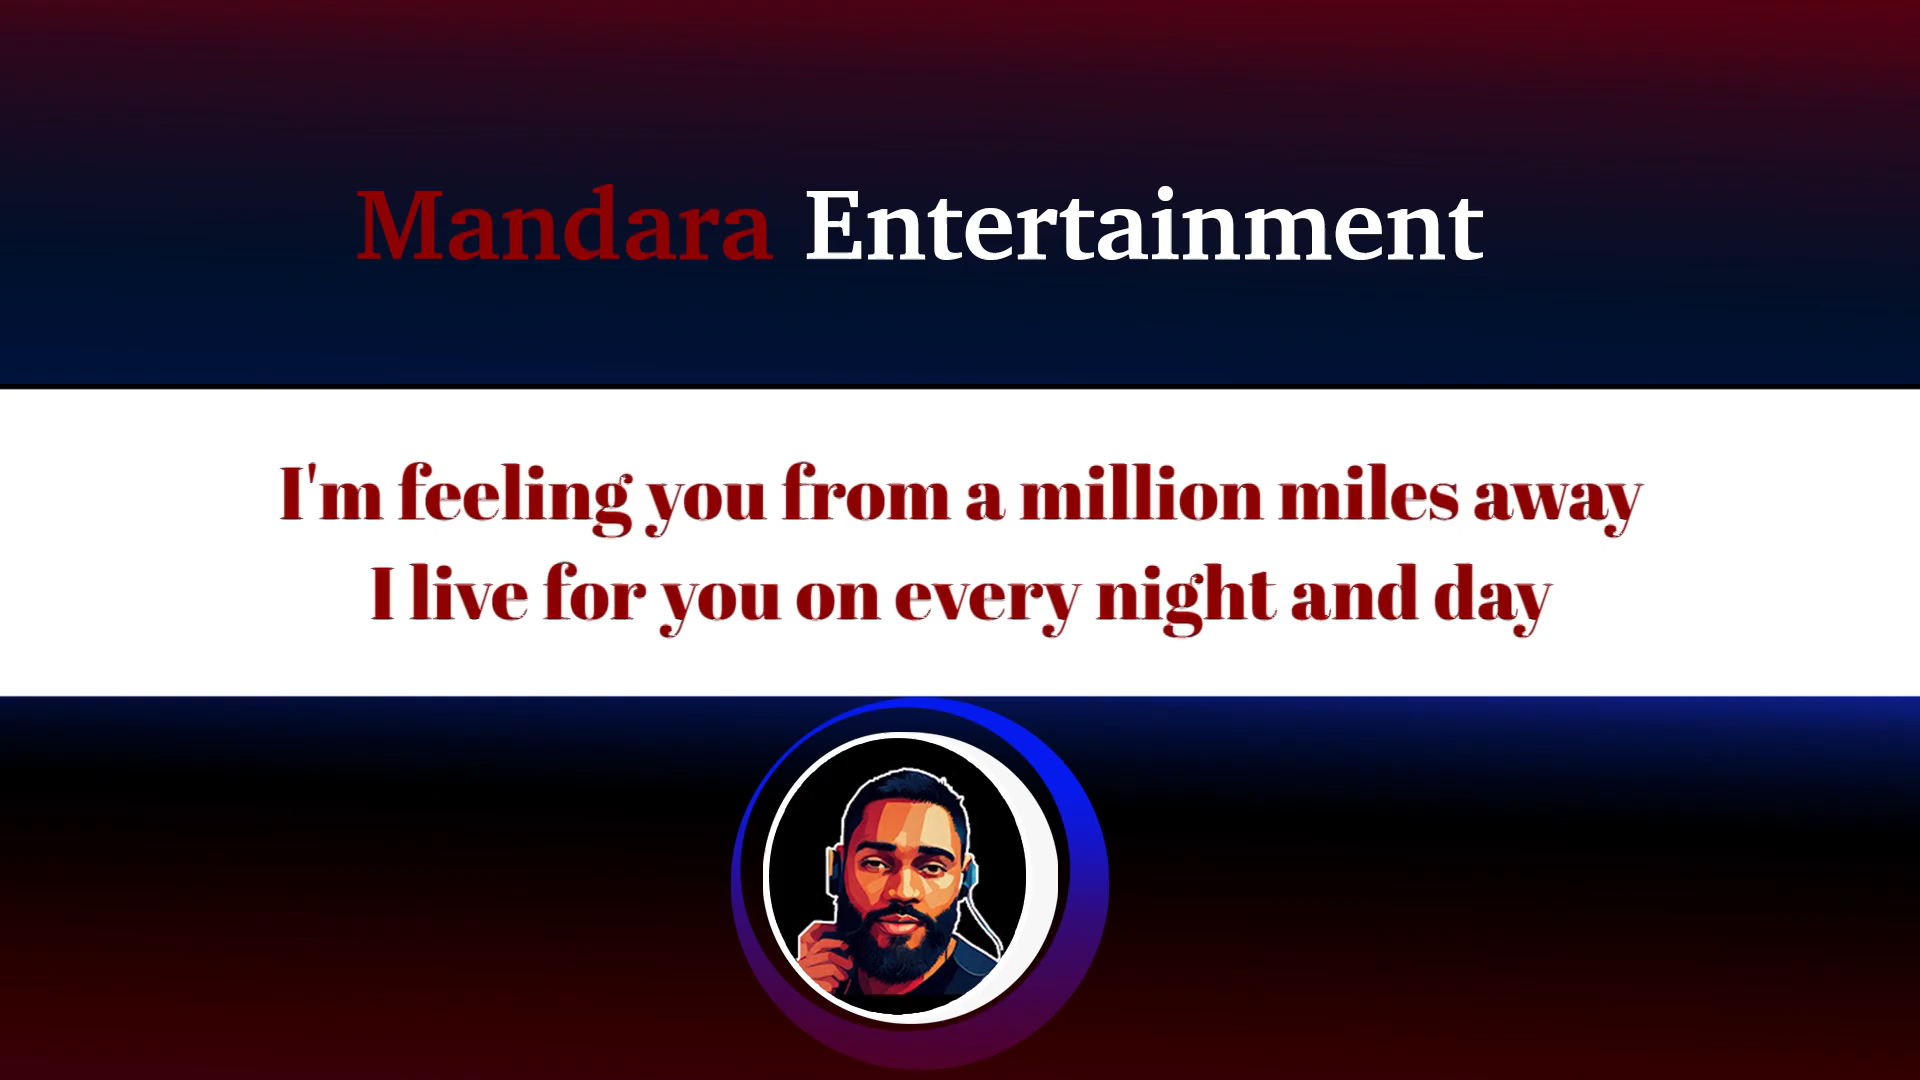 Mandara Entertainment
I'm feeling you from a million miles away
I live for you on every night and day